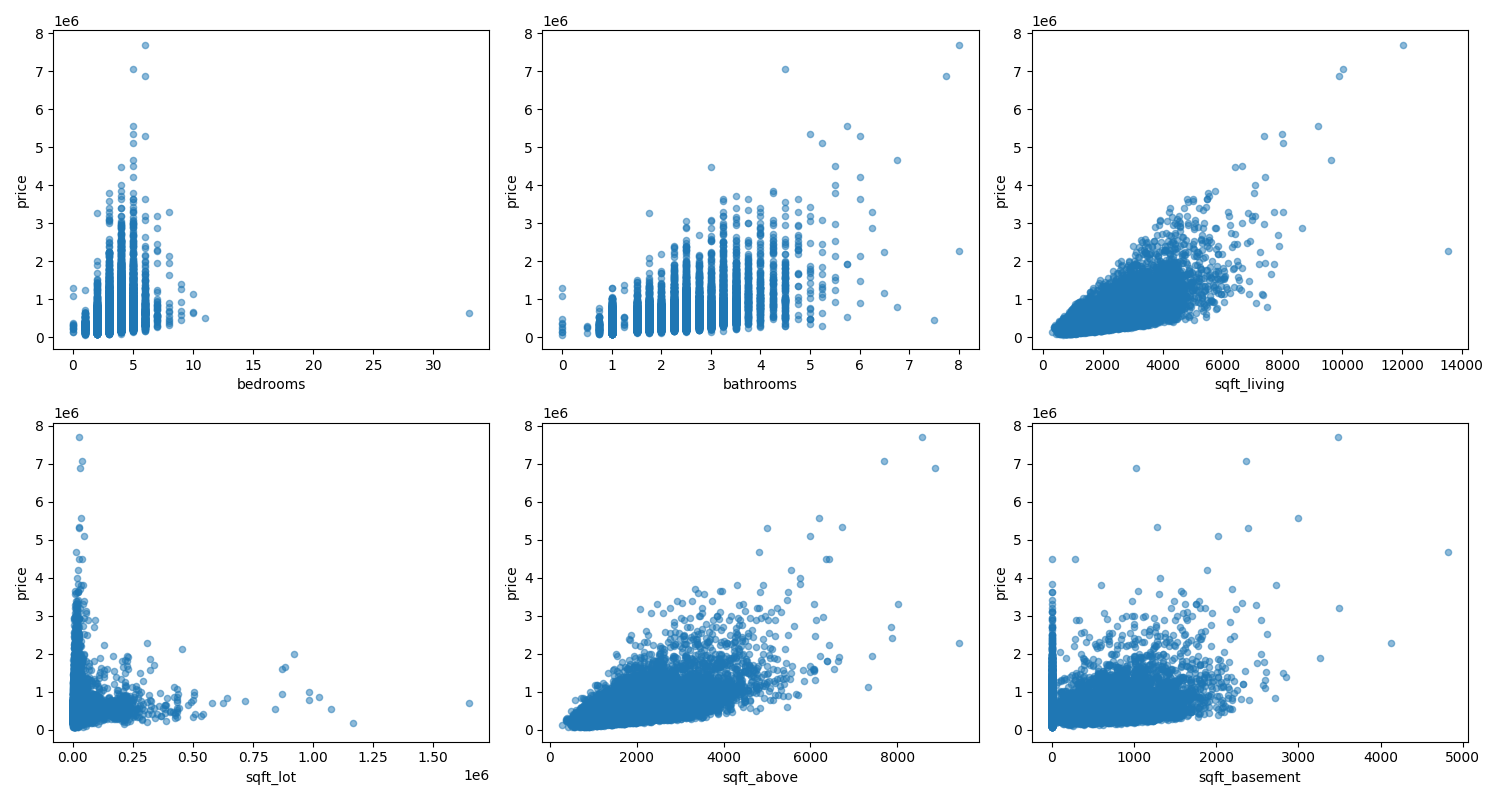 1e6 1e6 1e6
8 8 8
7 7 7
6 6 6
5 5 5
price price price
4 4 4
3 3 3
2 2 2
1 1 1
0 0 0
0 5 10 15 20 25 30 0 1 2 3 4 5 6 7 8 0 2000 4000 6000 8000 10000 12000 14000
bedrooms bathrooms sqft_living
1e6 1e6 1e6
8 8 8
7 7 7
6 6 6
5 5 5
price price price
4 4 4
3 3 3
2 2 2
1 1 1
0 0 0
0.00 0.25 0.50 0.75 1.00 1.25 1.50 0 2000 4000 6000 8000 0 1000 2000 3000 4000 5000
sqft_lot 1e6 sqft_above sqft_basement